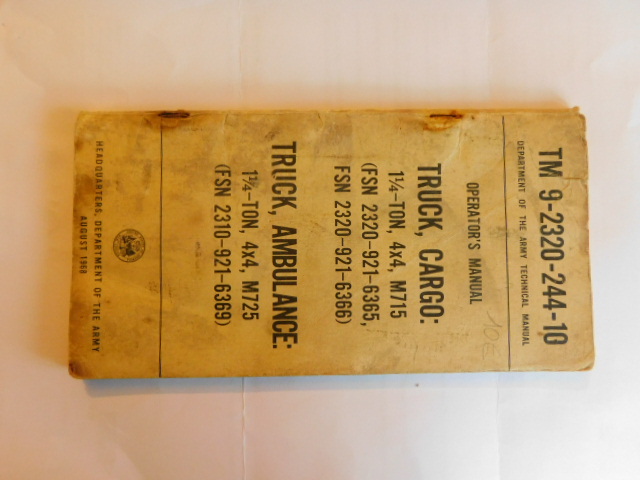 TM 9-2320-244-10
DEPARTMENT OF THE ARMY TECHNICAL MANUAL
OPERATOR'S MANUAL
10E
TRUCK, CARGO:
1¼-TON, 4x4, M715
(FSN 2320-921-6365,
FSN 2320-921-6366)
TRUCK, AMBULANCE:
1¼-TON, 4x4, M725
(FSN 2310-921-6369)
HEADQUARTERS, DEPARTMENT OF THE ARMY
AUGUST 1968